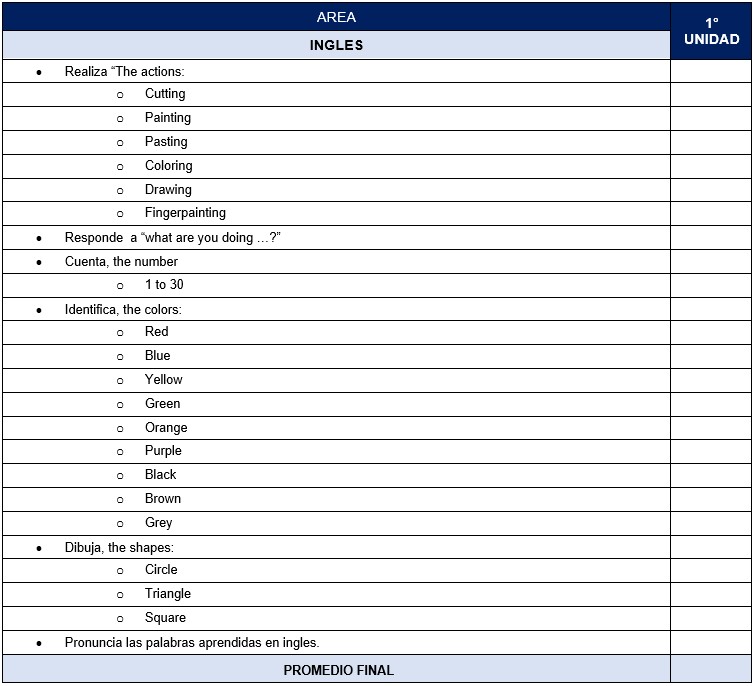 AREA
1°
UNIDAD
INGLES
• Realiza “The actions:
o Cutting
o Painting
o Pasting
o Coloring
o Drawing
o Fingerpainting
• Responde a “what are you doing …?”
• Cuenta, the number
o 1 to 30
• Identifica, the colors:
o Red
o Blue
o Yellow
o Green
o Orange
o Purple
o Black
o Brown
o Grey
• Dibuja, the shapes:
o Circle
o Triangle
o Square
• Pronuncia las palabras aprendidas en ingles.
PROMEDIO FINAL